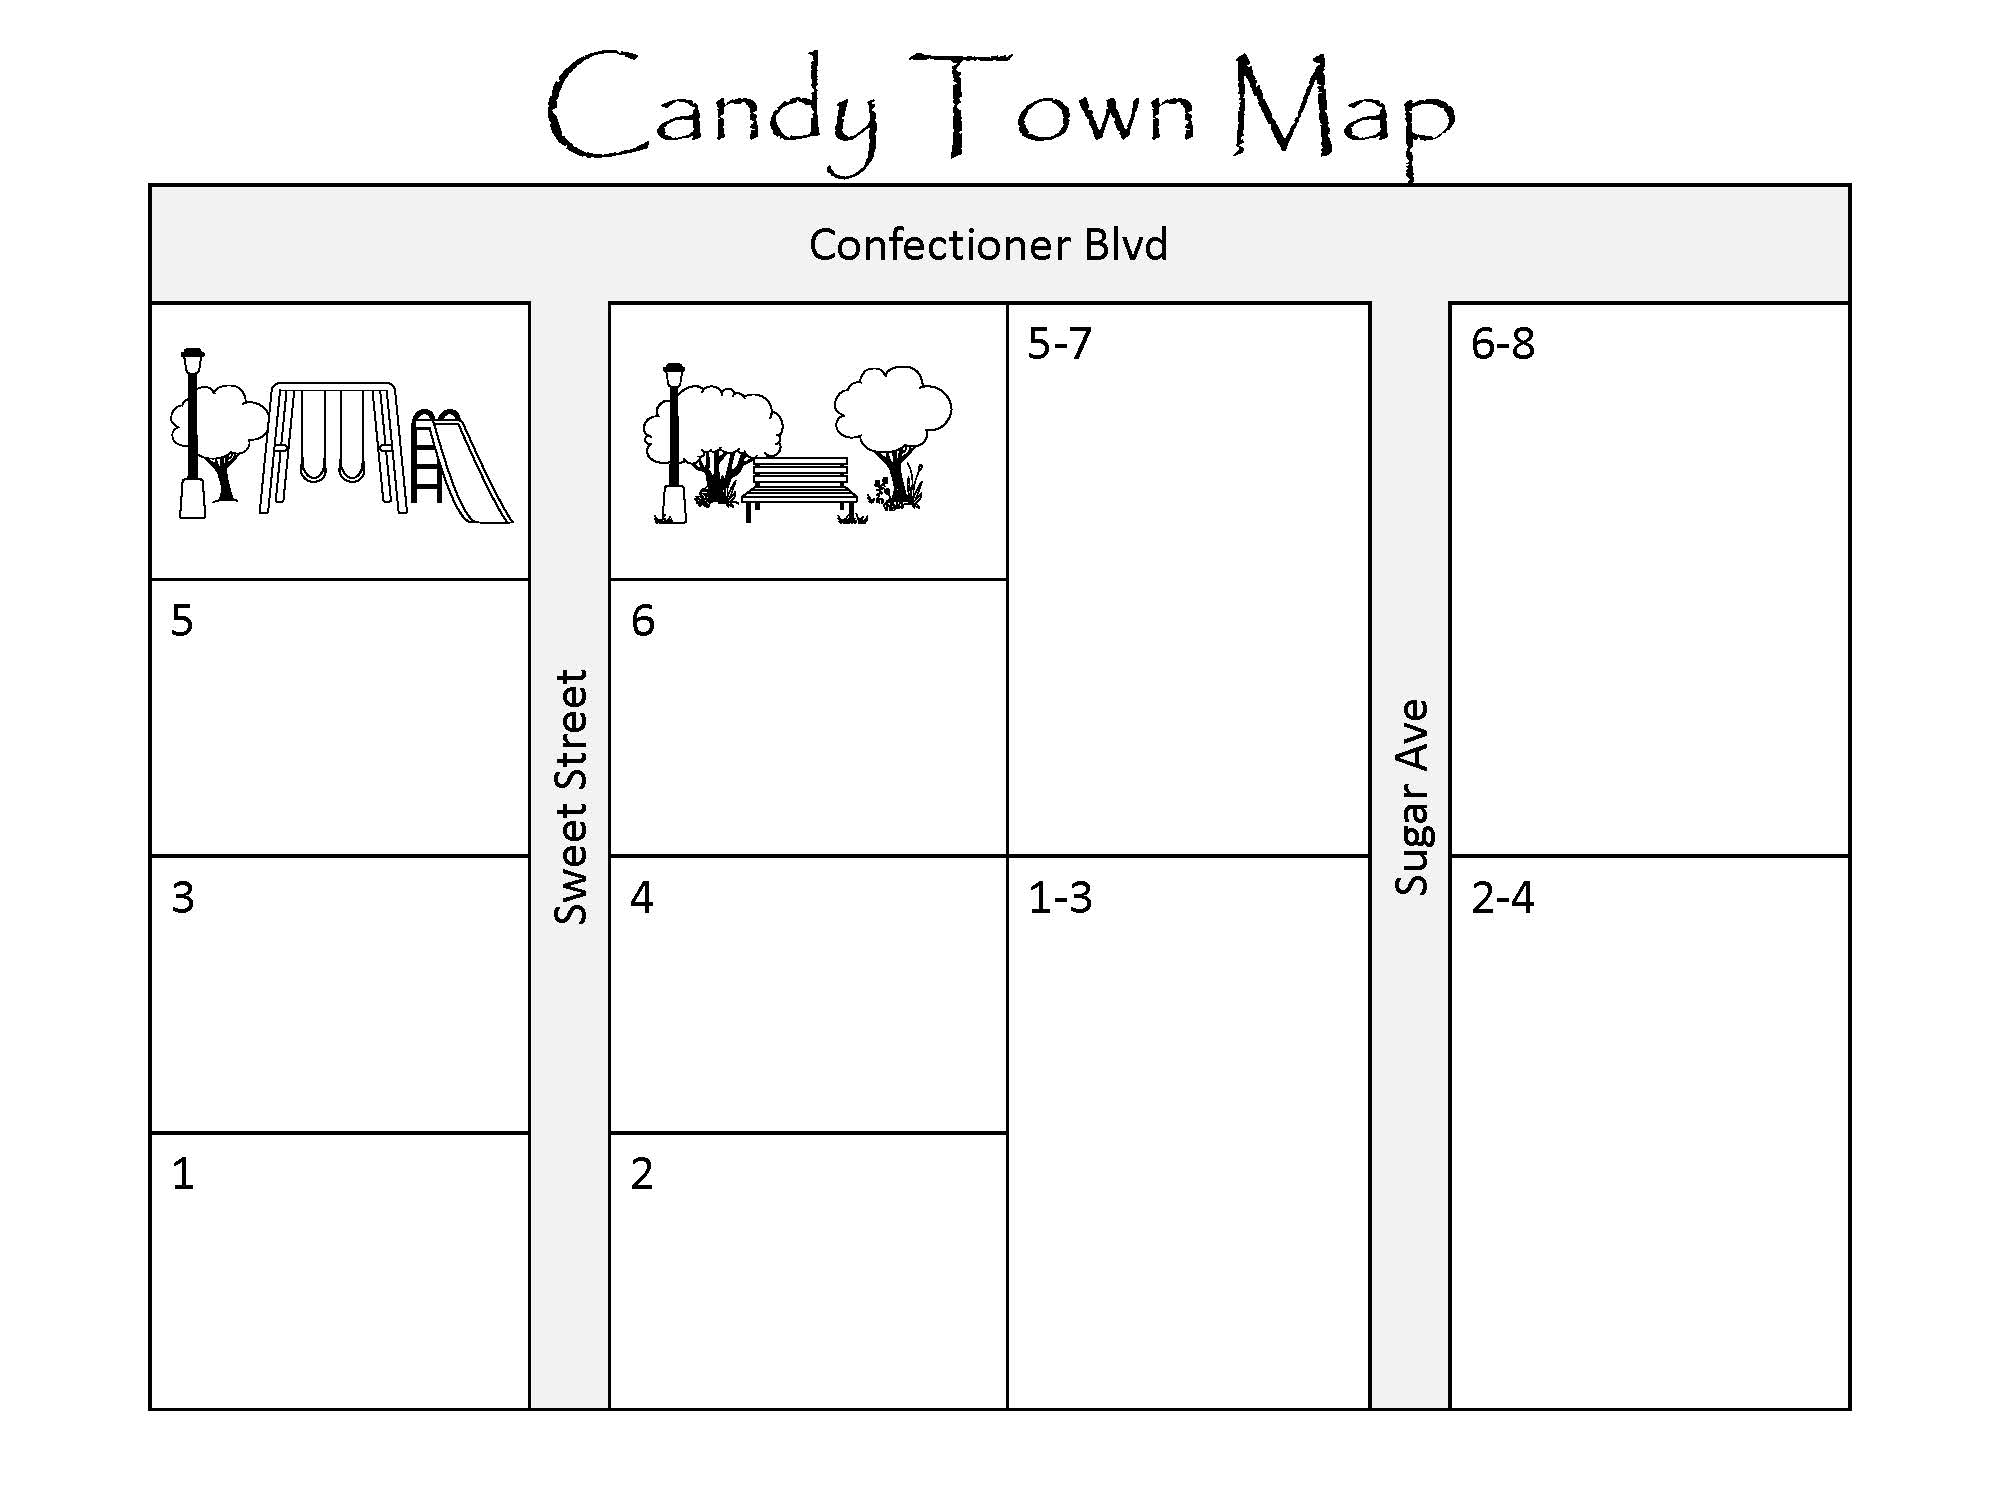 Candy Town Map
Confectioner Blvd
5-7
6-8
5
6
Sweet Street
Sugar Ave
3
4
1-3
2-4
1
2